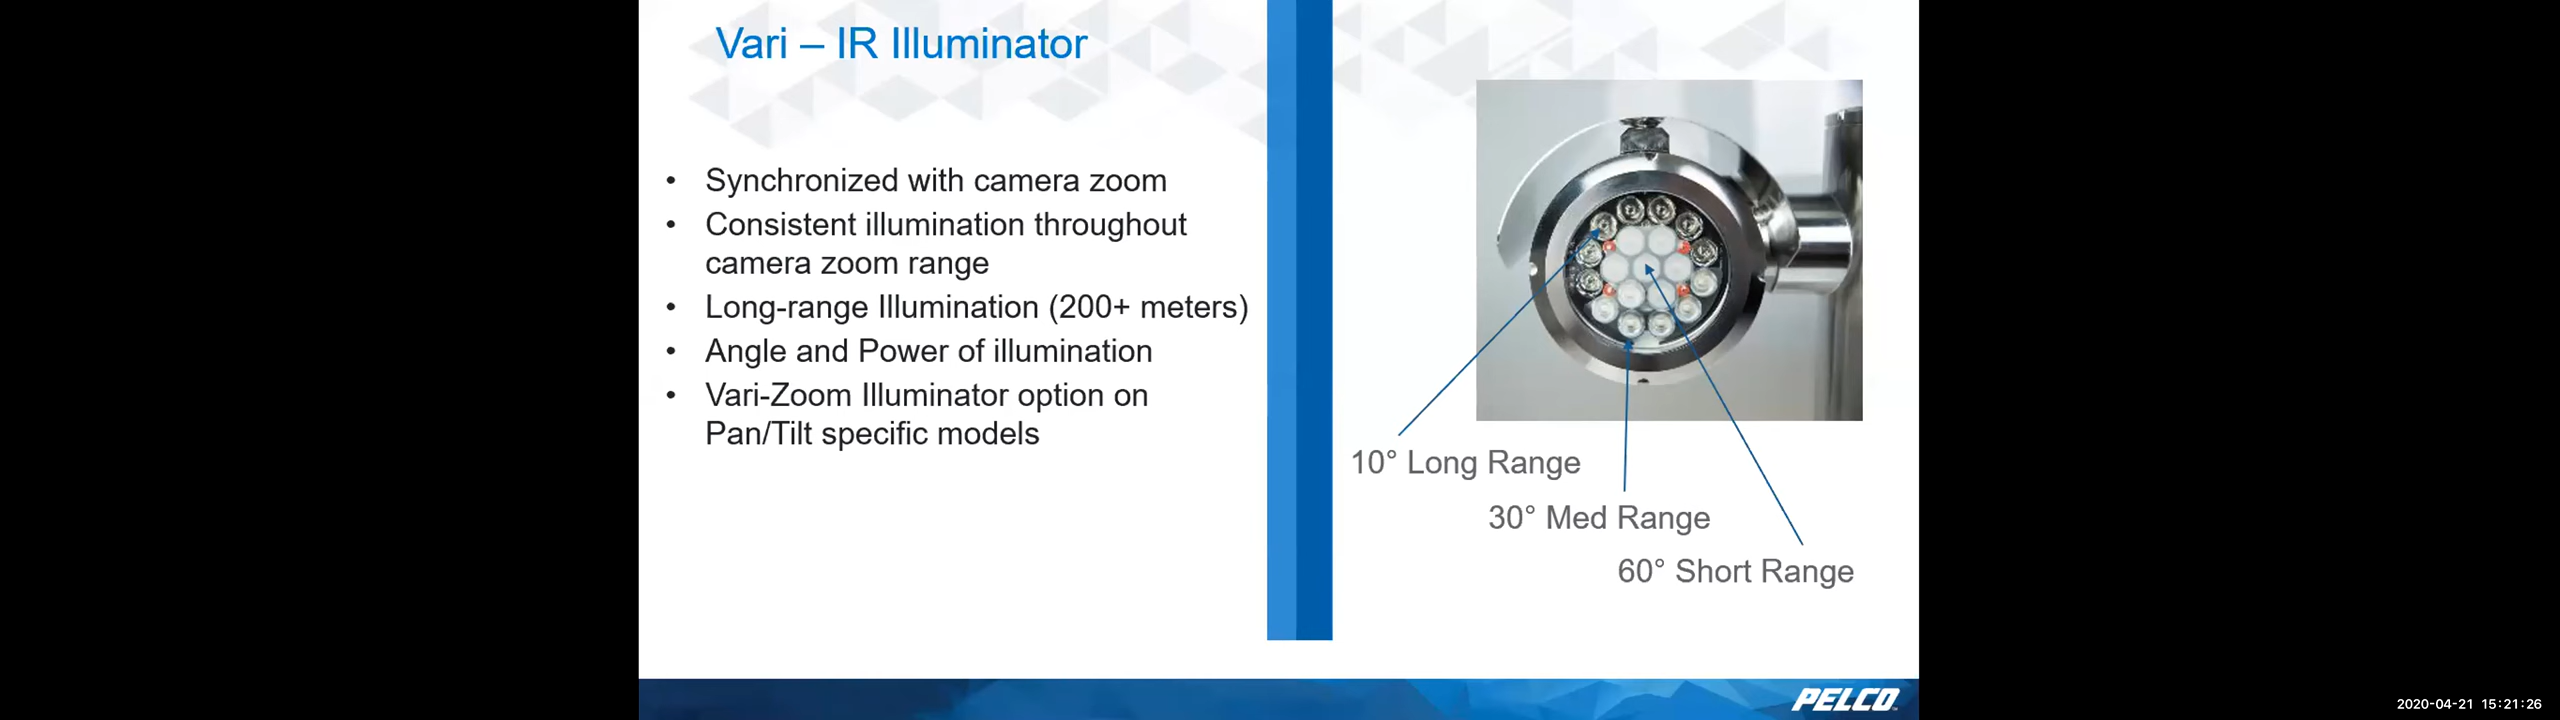 Vari – IR Illuminator
• Synchronized with camera zoom
• Consistent illumination throughout
camera zoom range
• Long-range Illumination (200+ meters)
• Angle and Power of illumination
• Vari-Zoom Illuminator option on
Pan/Tilt specific models
10° Long Range
30° Med Range
60° Short Range
PELCO
2020-04-21 15:21:26